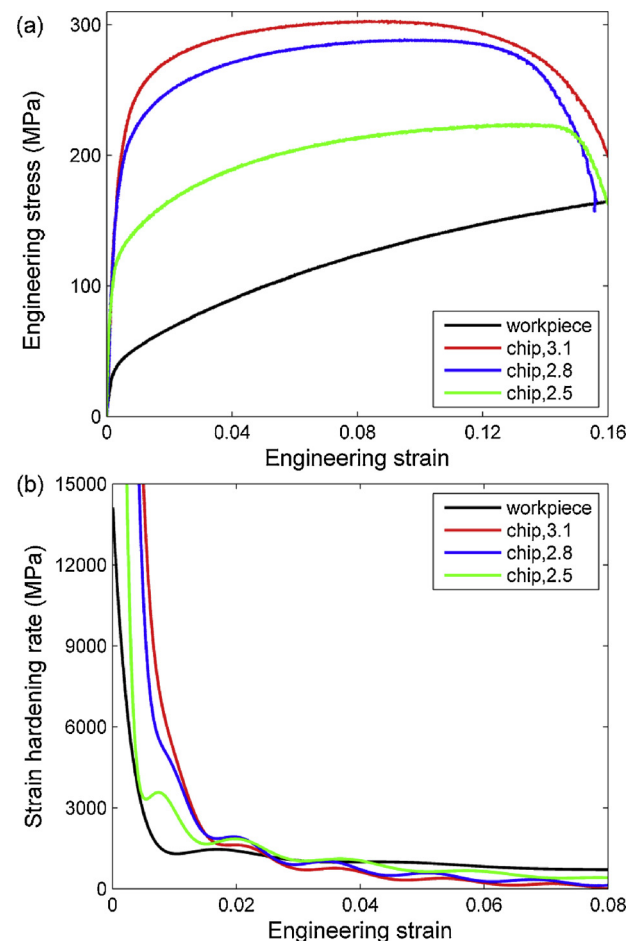 (a)
300
200
100
0
Engineering stress (MPa)
workpiece
chip,3.1
chip,2.8
chip,2.5
0 0.04 0.08 0.12 0.16
Engineering strain
(b)
15000
12000
9000
6000
3000
0
Strain hardening rate (MPa)
workpiece
chip,3.1
chip,2.8
chip,2.5
0 0.02 0.04 0.06 0.08
Engineering strain